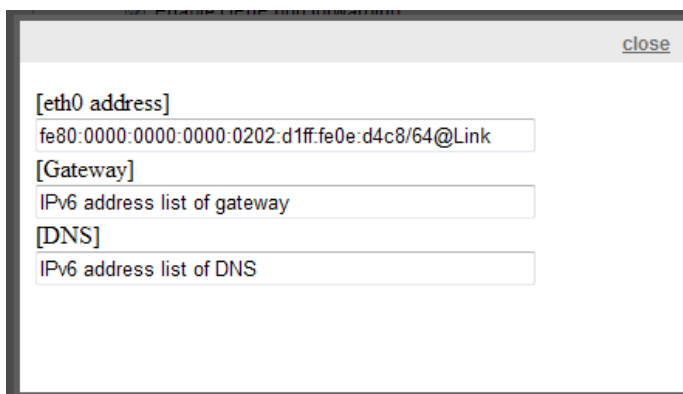 close
[eth0 address]
fe80:0000:0000:0000:0202:d1ff:fe0e:d4c8/64@Link
[Gateway]
IPv6 address list of gateway
[DNS]
IPv6 address list of DNS